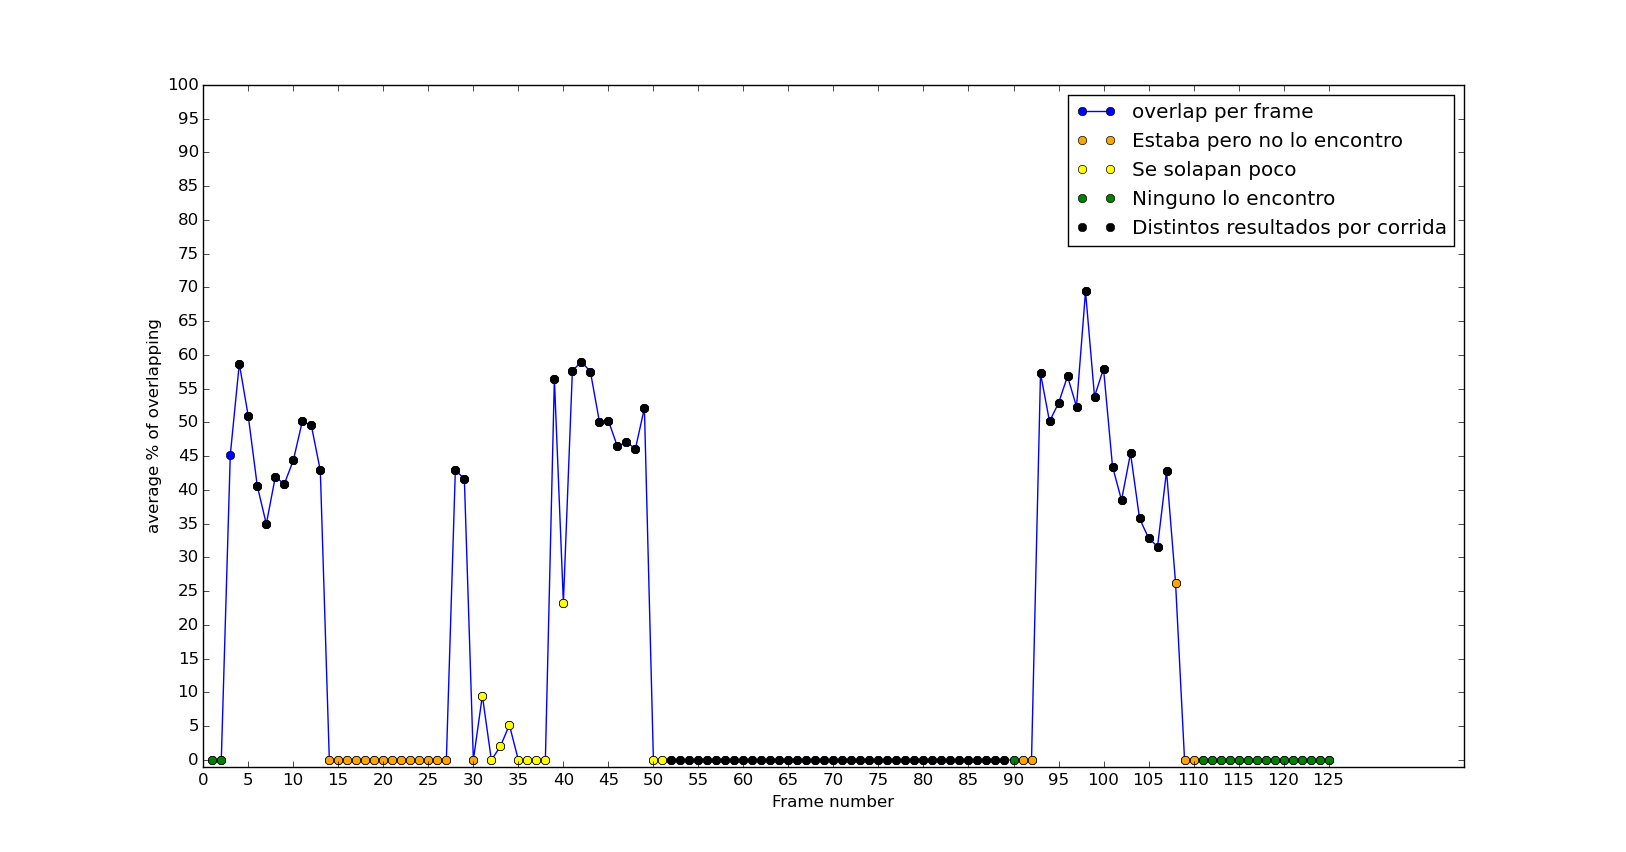 100
95
90
85
80
75
70
65
60
55
50
45
40
35
30
25
20
15
10
5
0
average % of overlapping
overlap per frame
Estaba pero no lo encontro
Se solapan poco
Ninguno lo encontro
Distintos resultados por corrida
0 5 10 15 20 25 30 35 40 45 50 55 60 65 70 75 80 85 90 95 100 105 110 115 120 125
Frame number